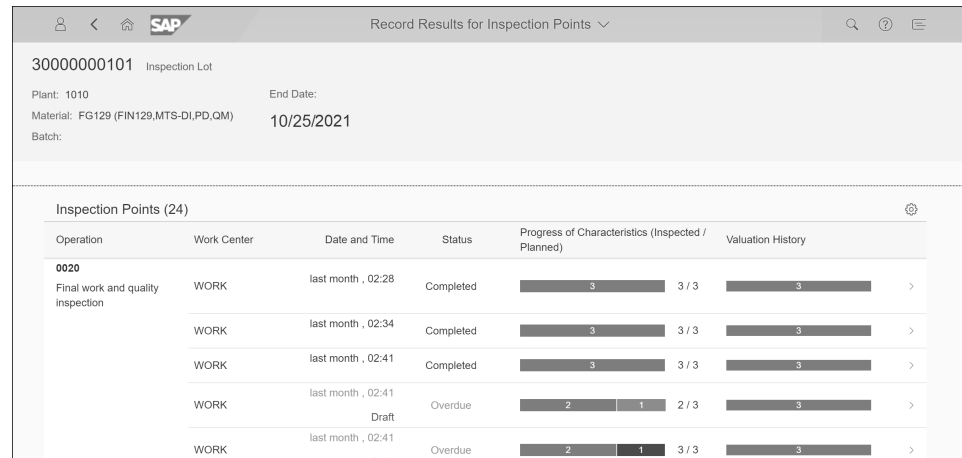 SAP
Record Results for Inspection Points
30000000101 Inspection Lot
Plant: 1010
End Date:
Material: FG129 (FIN129,MTS-DI,PD,QM)
10/25/2021
Batch:
Inspection Points (24)
Operation Work Center Date and Time Status Progress of Characteristics (Inspected / Planned) Valuation History
0020
Final work and quality inspection
WORK last month , 02:28 Completed 3 3 / 3 3
WORK last month , 02:34 Completed 3 3 / 3 3
WORK last month , 02:41 Completed 3 3 / 3 3
WORK last month , 02:41 Overdue 2 1 2 / 3 3
Draft
WORK last month , 02:41 Overdue 2 1 3 / 3 3